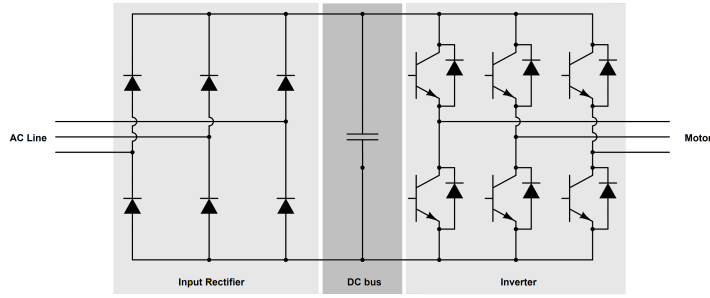 AC Line
Motor
Input Rectifier
DC bus
Inverter